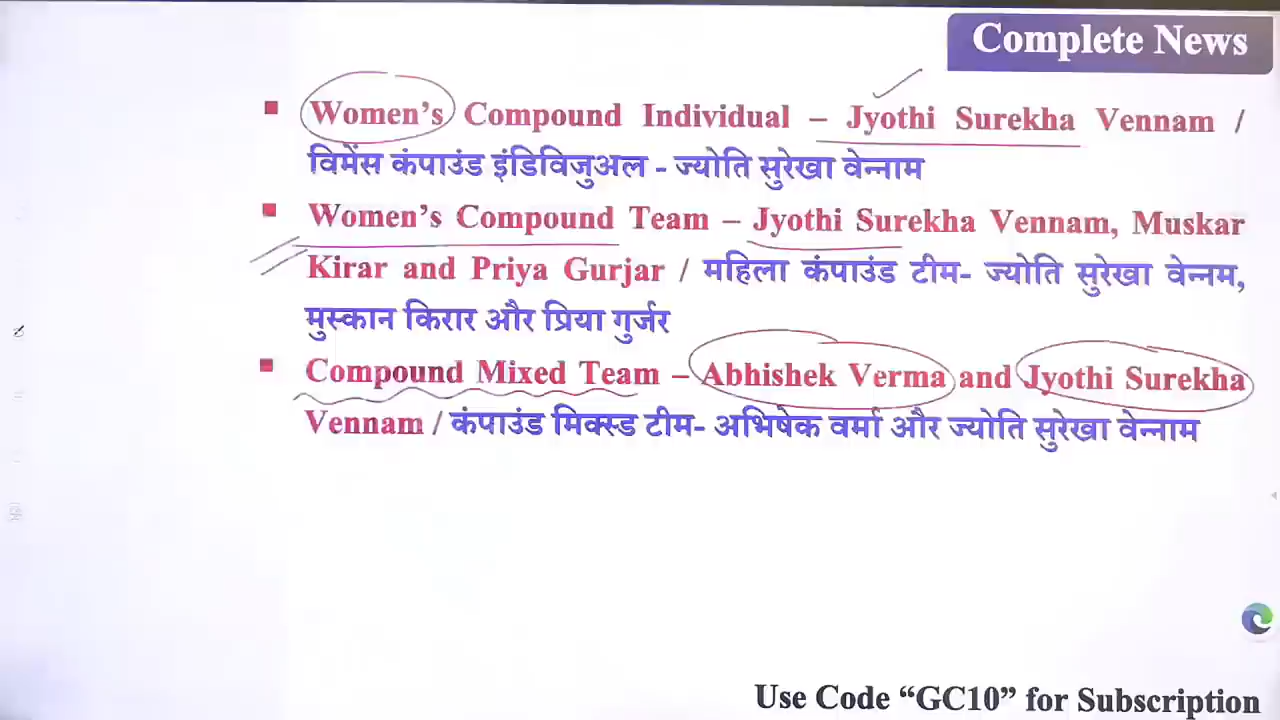 Complete News
Women's Compound Individual – Jyothi Surekha Vennam /
विमेंस कंपाउंड इंडिविजुअल - ज्योति सुरेखा वेन्नाम
Women's Compound Team – Jyothi Surekha Vennam, Muskar
Kirar and Priya Gurjar / महिला कंपाउंड टीम- ज्योति सुरेखा वेन्नम,
मुस्कान किरार और प्रिया गुर्जर
Compound Mixed Team – Abhishek Verma and Jyothi Surekha
Vennam / कंपाउंड मिक्स्ड टीम- अभिषेक वर्मा और ज्योति सुरेखा वेन्नाम
Use Code “GC10” for Subscription